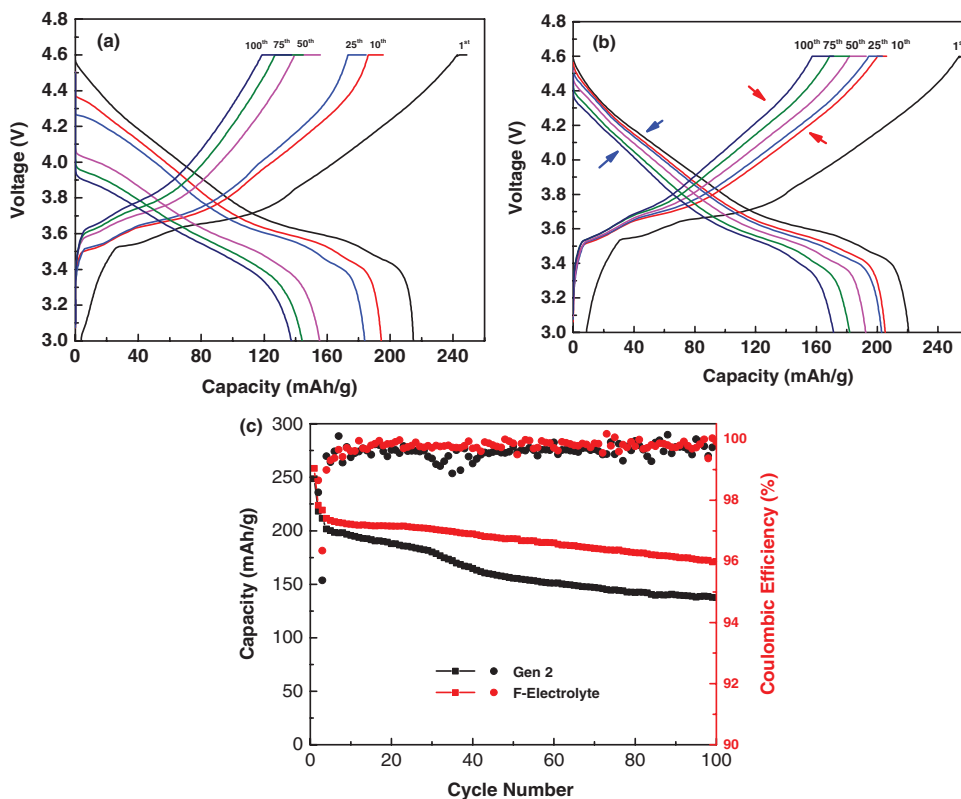 (a)
100th 75th 50th 25th 10th 1st
4.8
4.6
4.4
4.2
4.0
3.8
3.6
3.4
3.2
3.0
Voltage (V)
0 40 80 120 160 200 240
Capacity (mAh/g)
(b)
100th 75th 50th 25th 10th 1s
4.8
4.6
4.4
4.2
4.0
3.8
3.6
3.4
3.2
3.0
Voltage (V)
0 40 80 120 160 200 240
Capacity (mAh/g)
(c)
300
250
200
150
100
50
0
Capacity (mAh/g)
Gen 2
F-Electrolyte
100
98
96
94
92
90
Coulombic Efficiency (%)
0 20 40 60 80 100
Cycle Number